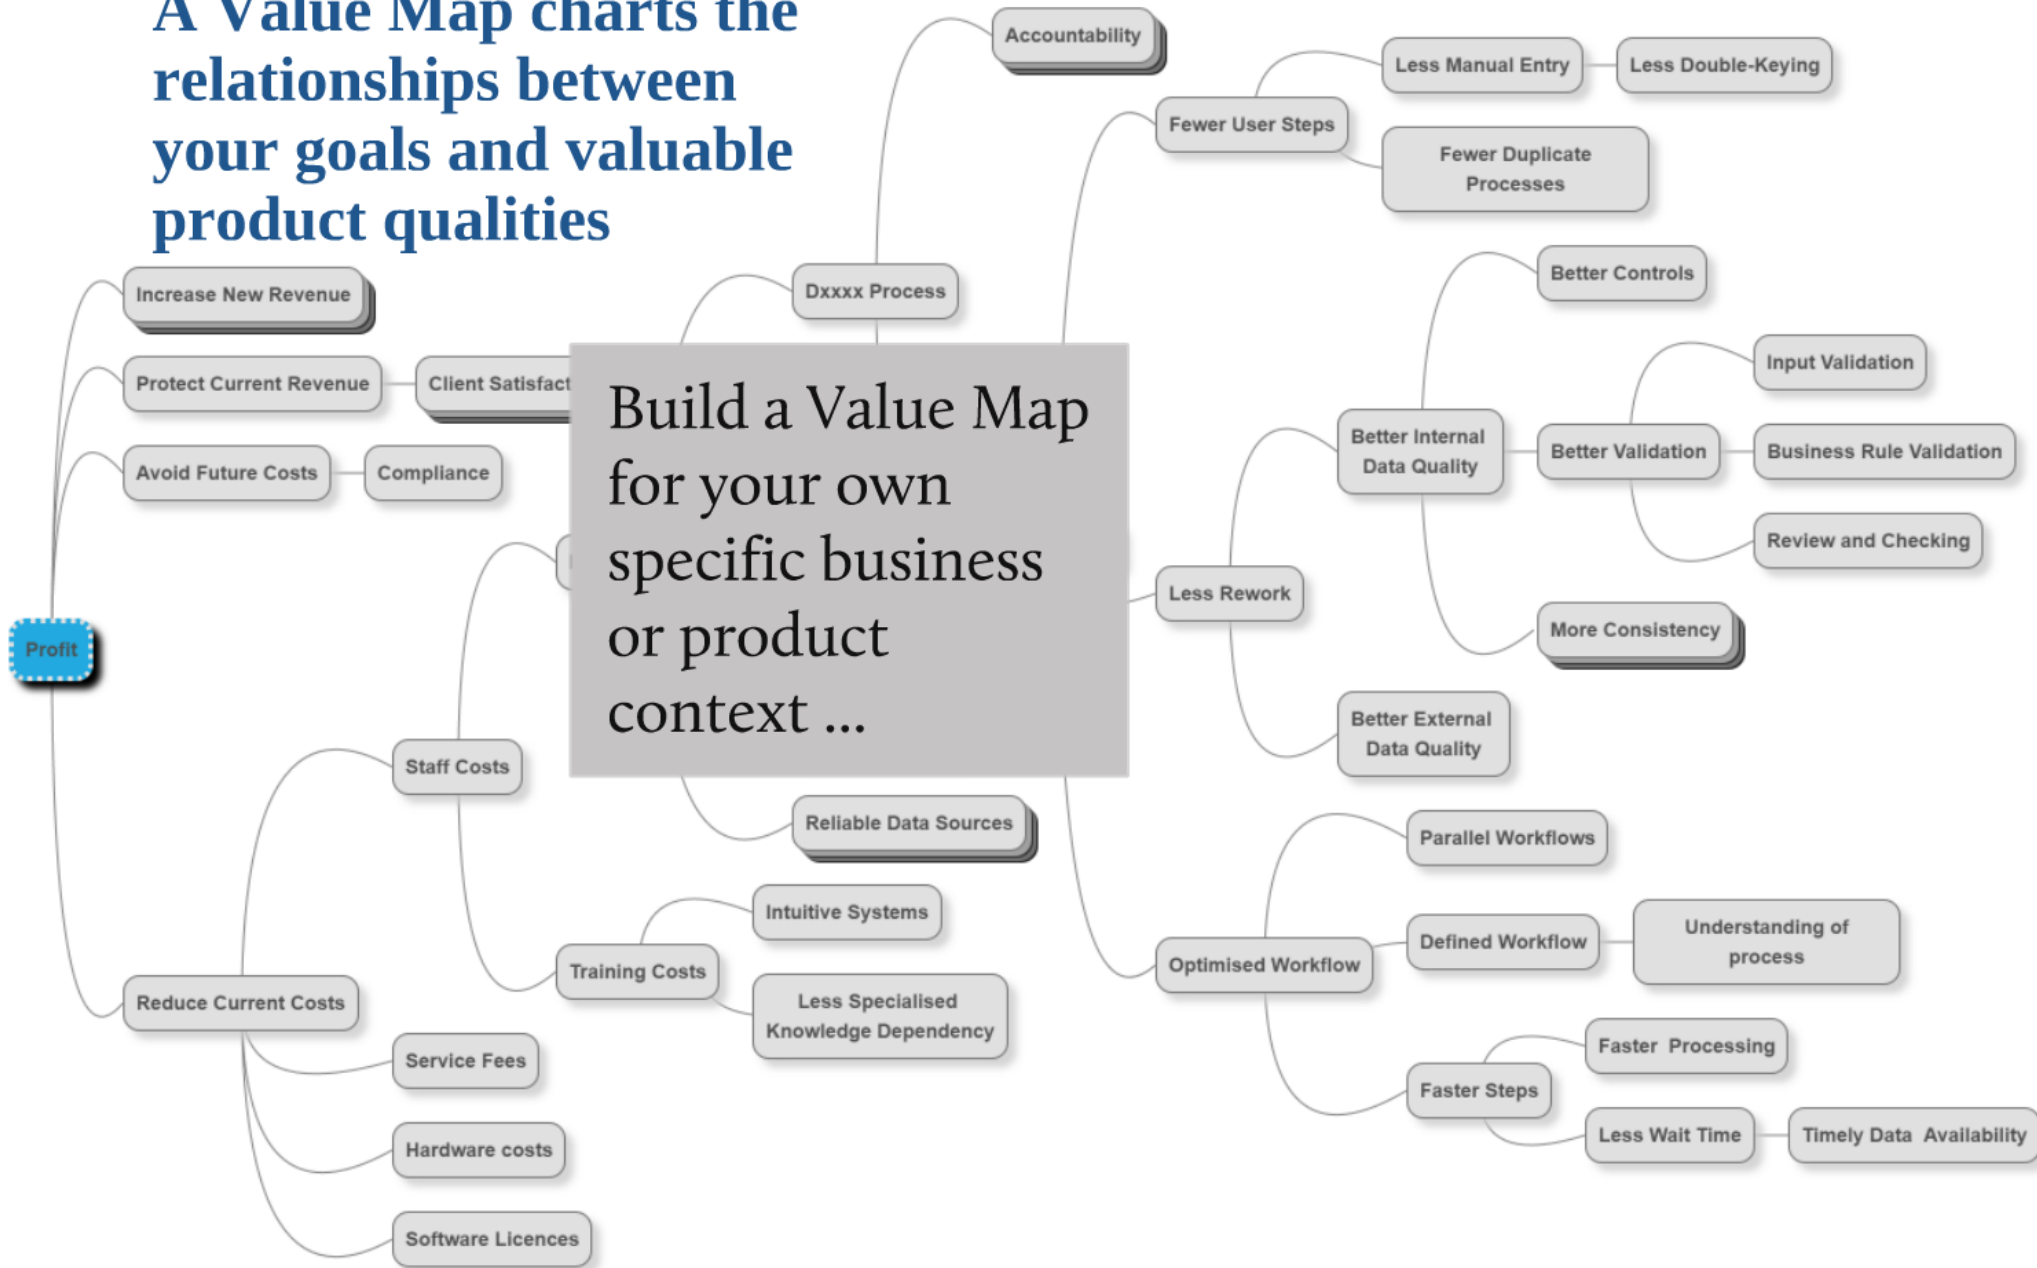 A Value Map charts the
relationships between
your goals and valuable
product qualities
Accountability
Less Manual Entry
Less Double-Keying
Fewer User Steps
Fewer Duplicate
Processes
Better Controls
Increase New Revenue
Dxxxx Process
Protect Current Revenue
Client Satisfact
Input Validation
Build a Value Map
for your own
specific business
or product
context ...
Better Internal
Data Quality
Better Validation
Business Rule Validation
Avoid Future Costs
Compliance
Review and Checking
Less Rework
More Consistency
Profit
Better External
Data Quality
Staff Costs
Reliable Data Sources
Parallel Workflows
Intuitive Systems
Defined Workflow
Understanding of
process
Training Costs
Optimised Workflow
Less Specialised
Knowledge Dependency
Reduce Current Costs
Faster  Processing
Service Fees
Faster Steps
Less Wait Time
Timely Data  Availability
Hardware costs
Software Licences